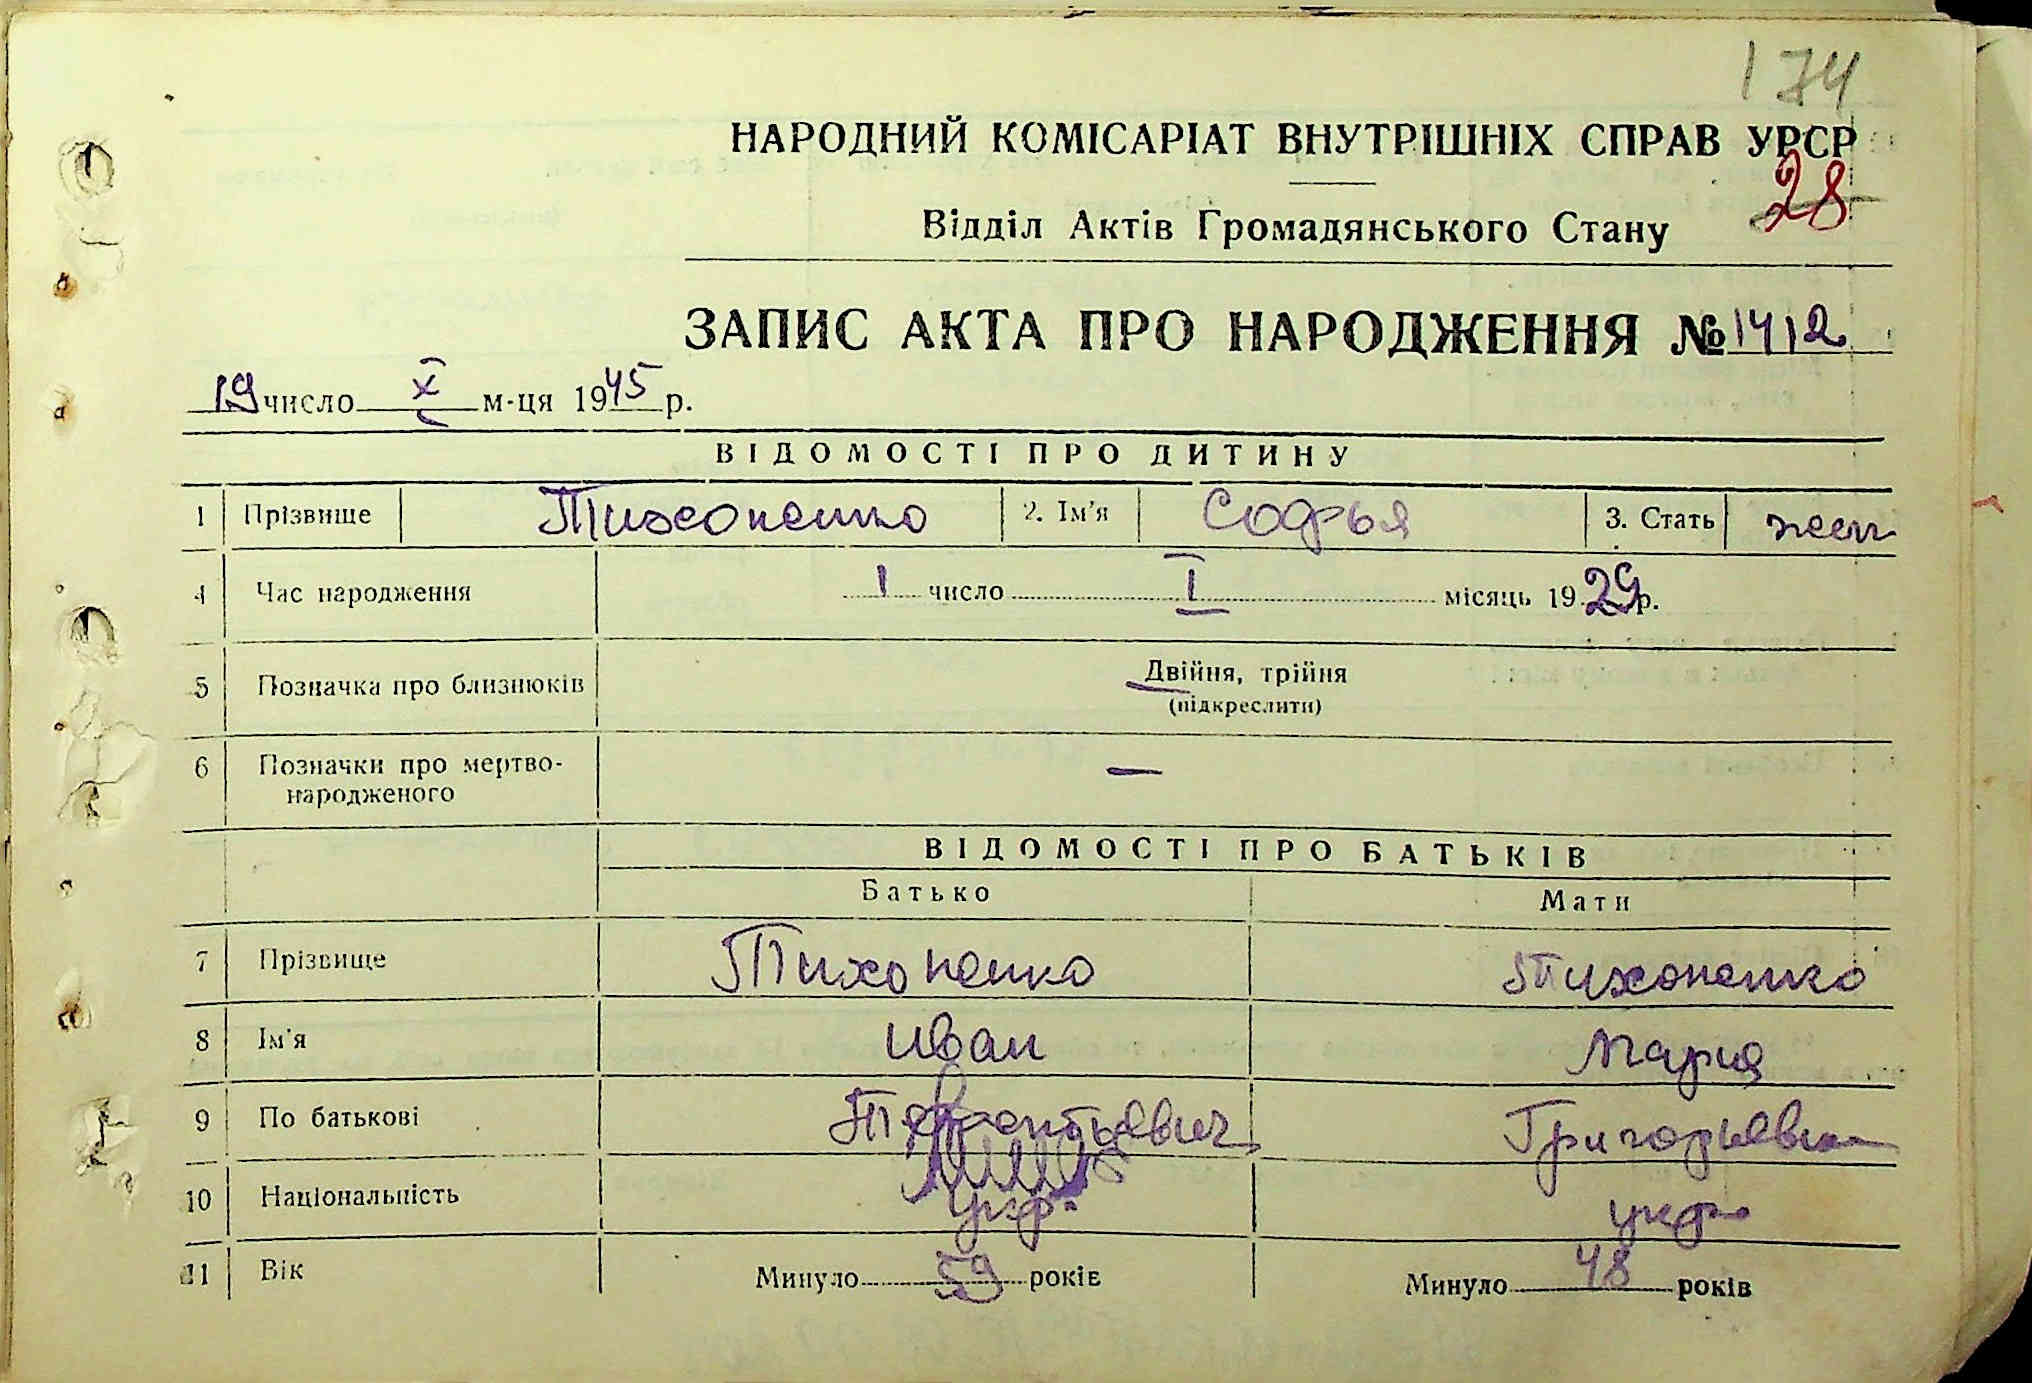 174
НАРОДНИЙ КОМІСАРІАТ ВНУТРІШНІХ СПРАВ УРСР
28
Відділ Актів Громадянського Стану
ЗАПИС АКТА ПРО НАРОДЖЕННЯ № 1412
19 число X м-ця 1945 р.
ВІДОМОСТІ ПРО ДИТИНУ
1 Прізвище Тихоненко 2. Ім'я Софья 3. Стать жен
4 Час народження 1 число I місяць 1929 р.
5 Позначка про близнюків Двійня, трійня
(підкреслити)
6 Позначки про мертво-
народженого —
ВІДОМОСТІ ПРО БАТЬКІВ
Батько Мати
7 Прізвище Тихоненко Тихоненко
8 Ім'я Иван Мария
9 По батькові Терентьевич Григорьевна
10 Національність укр. укр
11 Вік Минуло 59 років Минуло 48 років